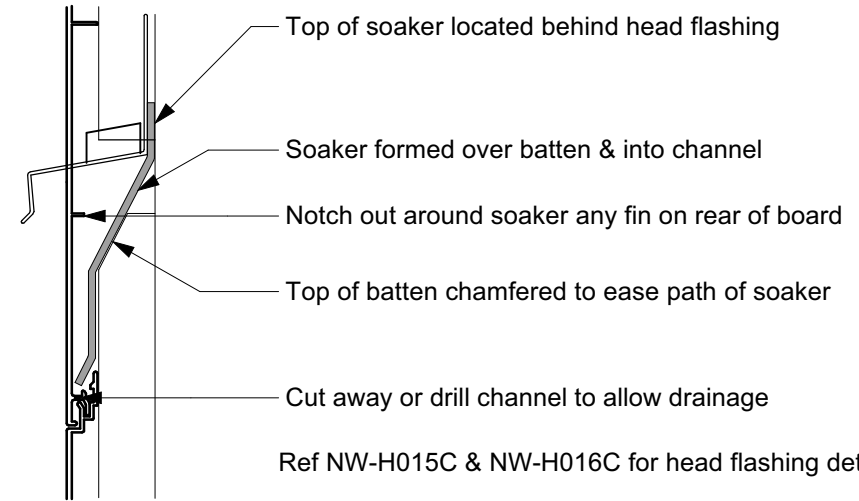 Top of soaker located behind head flashing
Soaker formed over batten & into channel
Notch out around soaker any fin on rear of board
Top of batten chamfered to ease path of soaker
Cut away or drill channel to allow drainage
Ref NW-H015C & NW-H016C for head flashing det